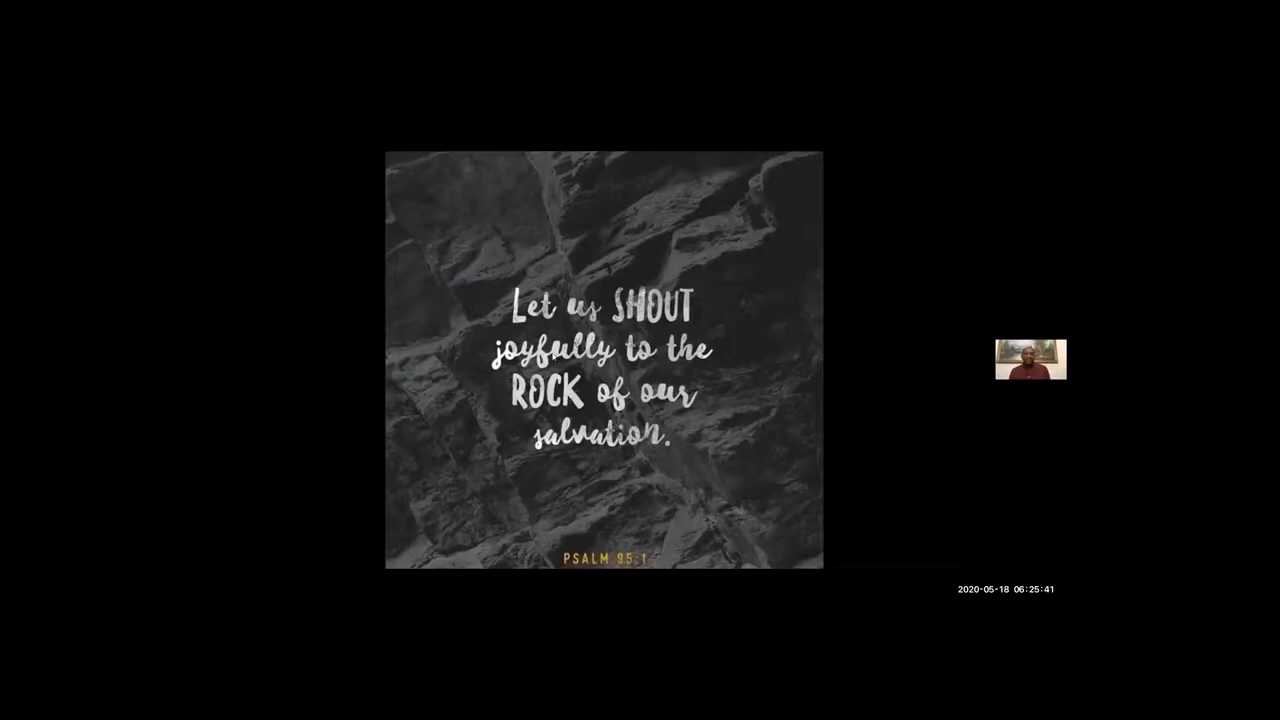 Let us SHOUT
joyfully to the
ROCK of our
salvation.
PSALM 95:1
2020-05-18 06:25:41